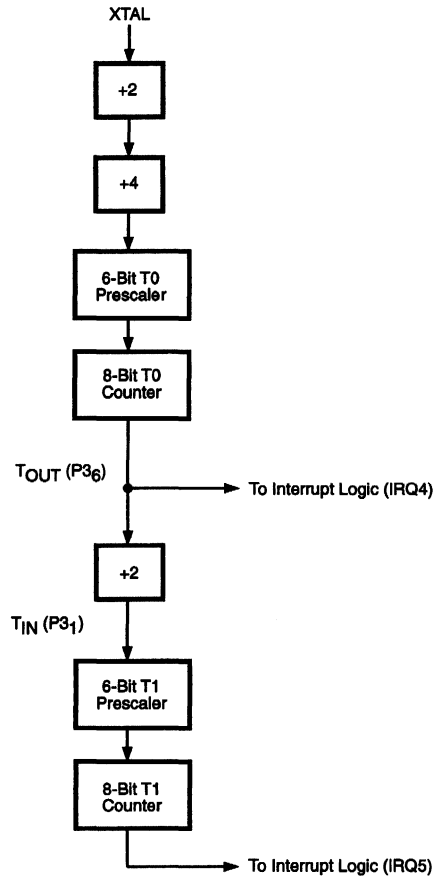 XTAL
+2
+4
6-Bit T0
Prescaler
8-Bit T0
Counter
TOUT (P36)
To Interrupt Logic (IRQ4)
+2
TIN (P31)
6-Bit T1
Prescaler
8-Bit T1
Counter
To Interrupt Logic (IRQ5)